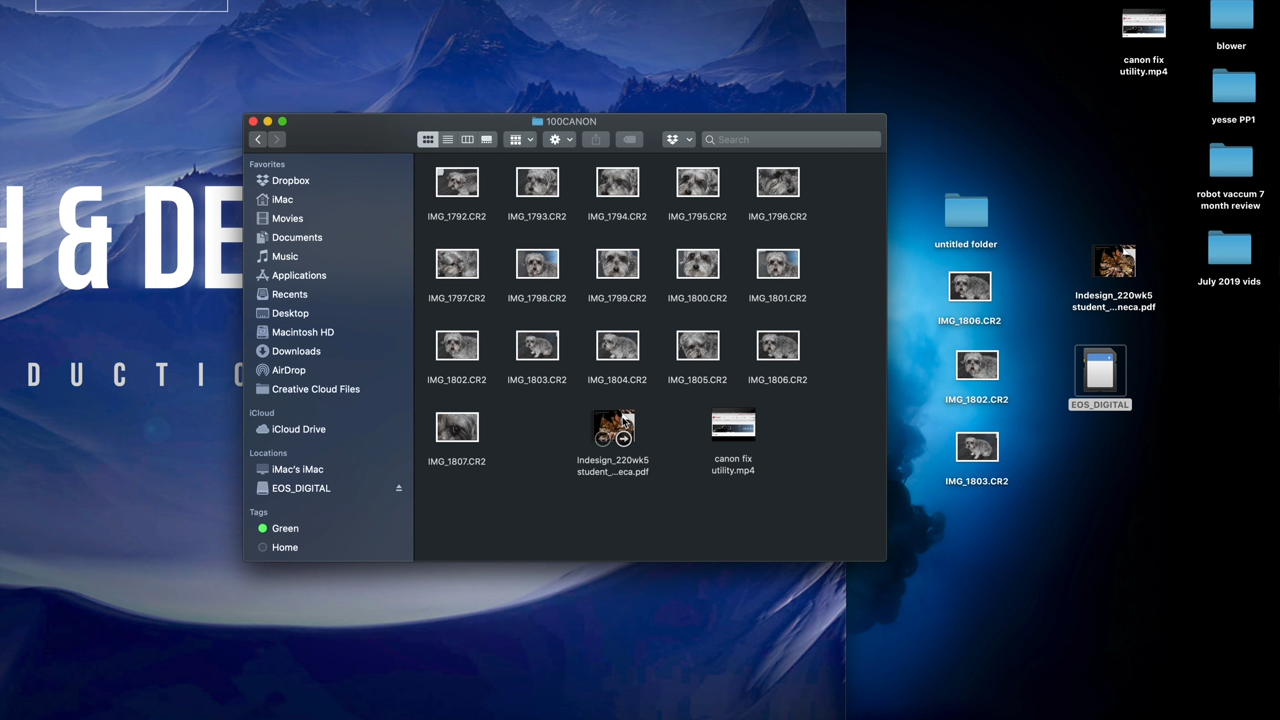 canon fix
utility.mp4
blower
100CANON
Search
yesse PP1
Favorites
Dropbox
iMac
Movies
Documents
Music
Applications
Recents
Desktop
Macintosh HD
Downloads
AirDrop
Creative Cloud Files
iCloud
iCloud Drive
Locations
iMac's iMac
EOS_DIGITAL
Tags
Green
Home
IMG_1792.CR2 IMG_1793.CR2 IMG_1794.CR2 IMG_1795.CR2 IMG_1796.CR2
IMG_1797.CR2 IMG_1798.CR2 IMG_1799.CR2 IMG_1800.CR2 IMG_1801.CR2
IMG_1802.CR2 IMG_1803.CR2 IMG_1804.CR2 IMG_1805.CR2 IMG_1806.CR2
IMG_1807.CR2
Indesign_220wk5
student_...eca.pdf
canon fix
utility.mp4
robot vaccum 7
month review
untitled folder
July 2019 vids
Indesign_220wk5
student_...neca.pdf
IMG_1806.CR2
IMG_1802.CR2
EOS_DIGITAL
IMG_1803.CR2
H & DE
DUCTIO